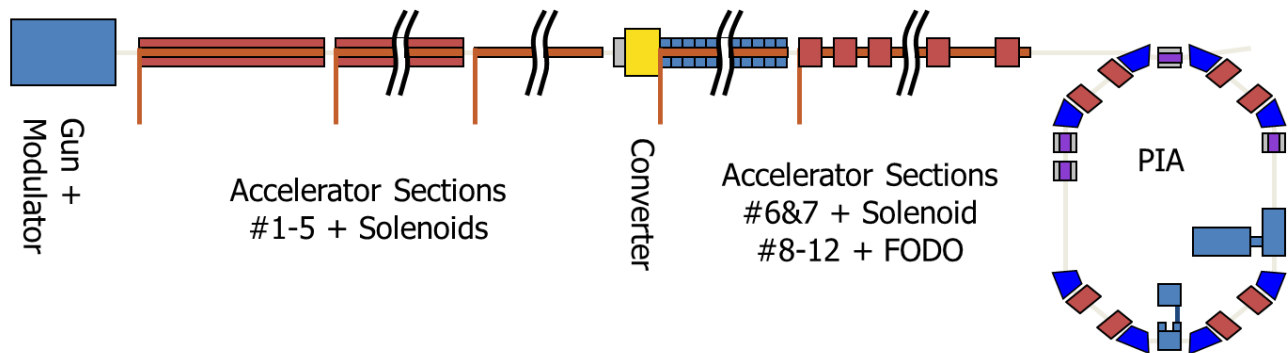 Gun +
Modulator
Accelerator Sections
#1-5 + Solenoids
Converter
Accelerator Sections
#6&7 + Solenoid
#8-12 + FODO
PIA